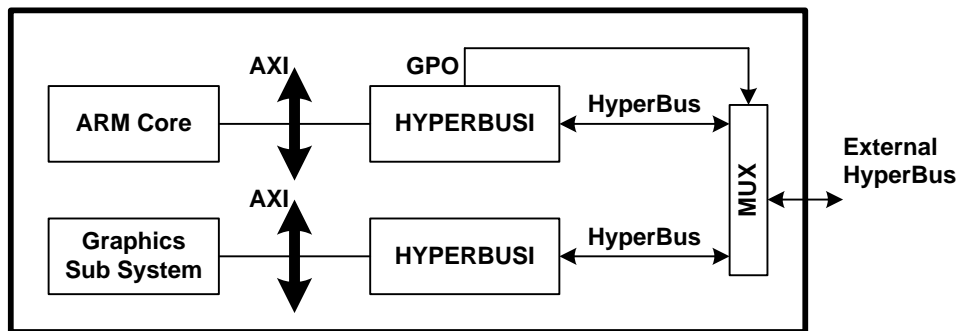 AXI
GPO
ARM Core
HYPERBUSI
HyperBus
MUX
External
HyperBus
AXI
Graphics
Sub System
HYPERBUSI
HyperBus